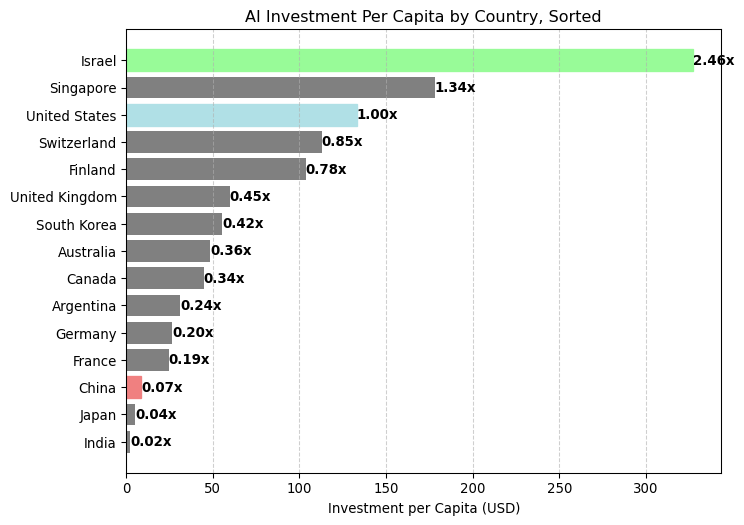 AI Investment Per Capita by Country, Sorted
Israel 2.46x
Singapore 1.34x
United States 1.00x
Switzerland 0.85x
Finland 0.78x
United Kingdom 0.45x
South Korea 0.42x
Australia 0.36x
Canada 0.34x
Argentina 0.24x
Germany 0.20x
France 0.19x
China 0.07x
Japan 0.04x
India 0.02x
0 50 100 150 200 250 300
Investment per Capita (USD)